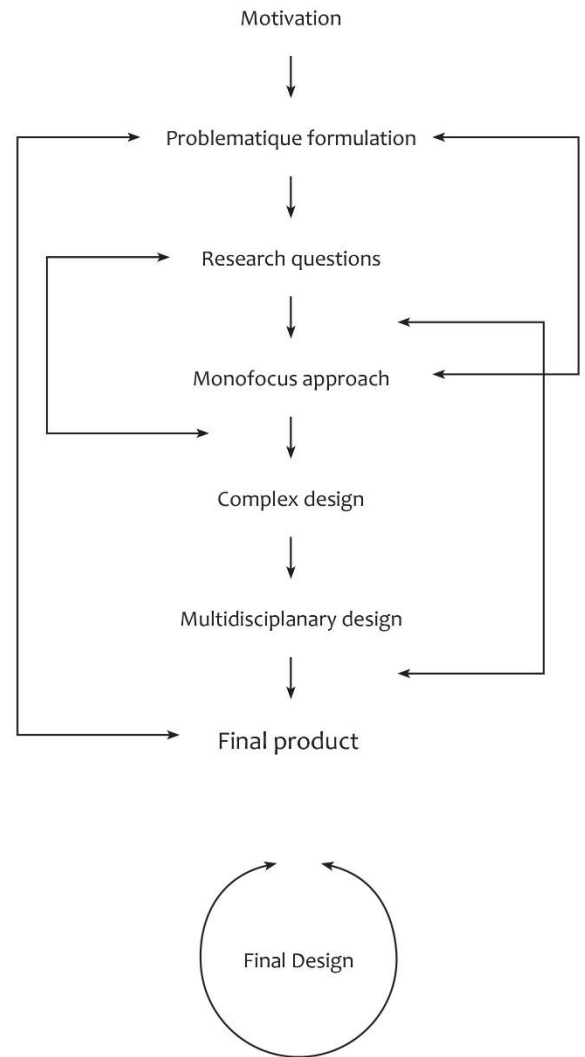 Motivation
Problematique formulation
Research questions
Monofocus approach
Complex design
Multidisciplanary design
Final product
Final Design